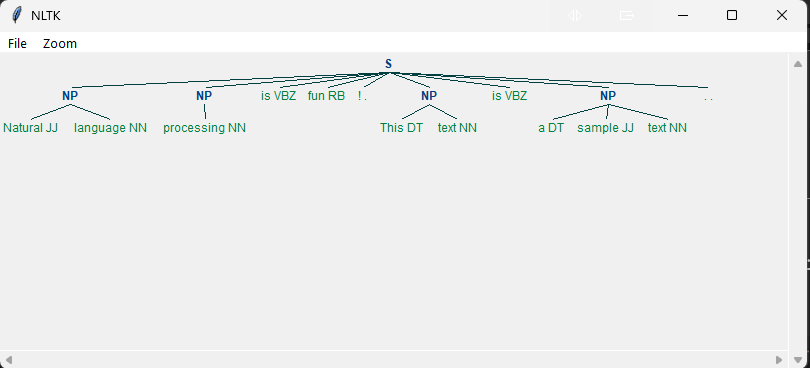 NLTK
File Zoom
S
NP NP is VBZ fun RB ! . NP is VBZ NP . .
Natural JJ language NN processing NN This DT text NN a DT sample JJ text NN